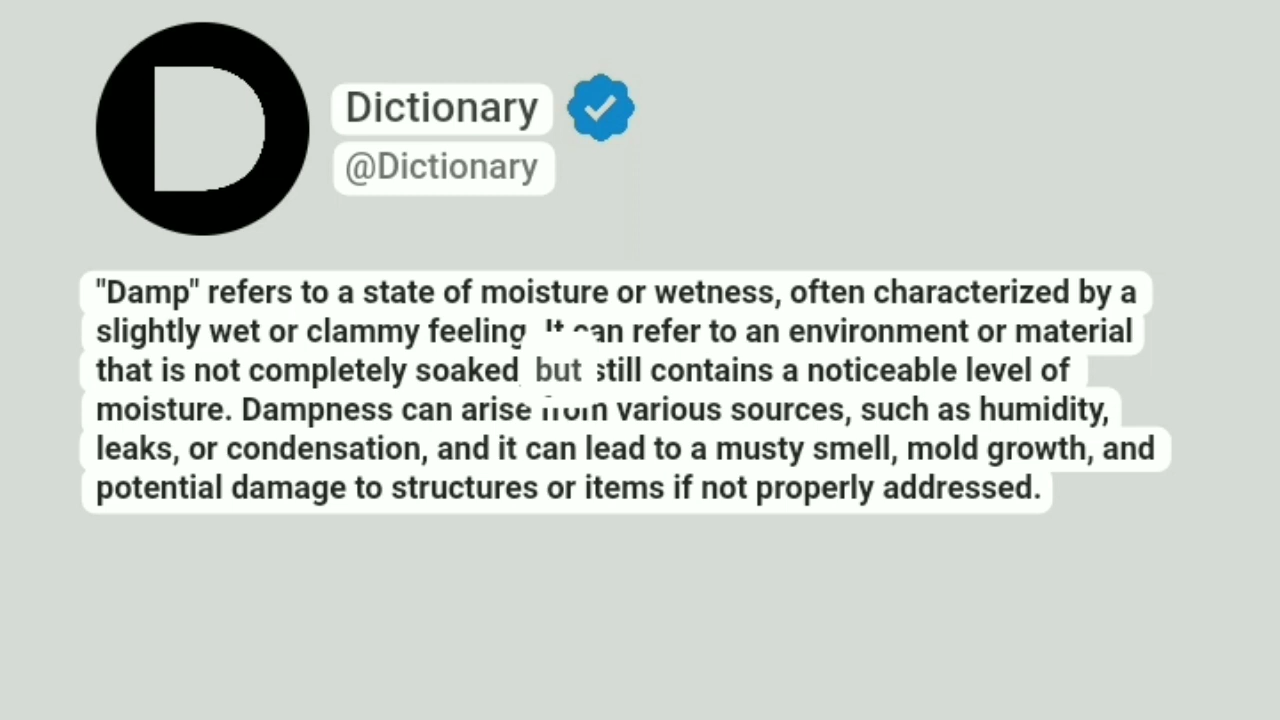 D
Dictionary
@Dictionary
"Damp" refers to a state of moisture or wetness, often characterized by a
slightly wet or clammy feeling. It can refer to an environment or material
that is not completely soaked but still contains a noticeable level of
moisture. Dampness can arise from various sources, such as humidity,
leaks, or condensation, and it can lead to a musty smell, mold growth, and
potential damage to structures or items if not properly addressed.